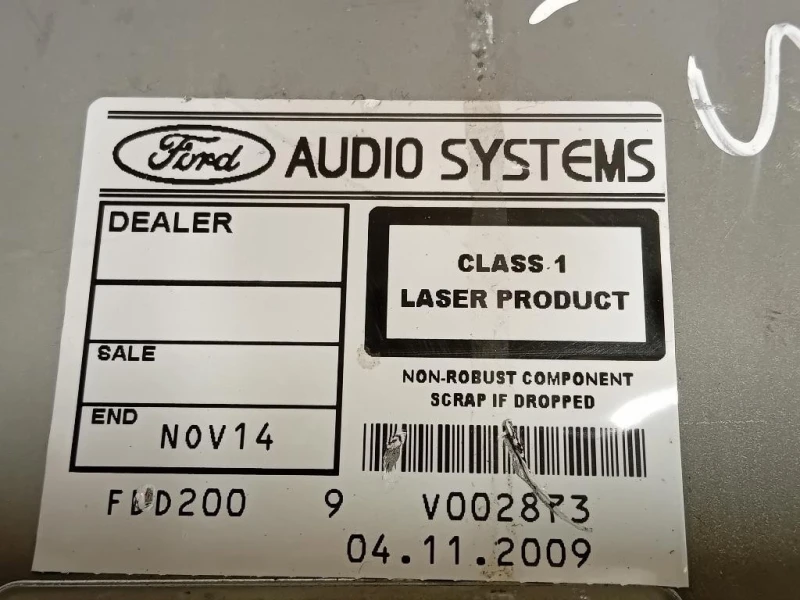 Ford AUDIO SYSTEMS
DEALER
CLASS 1
LASER PRODUCT
SALE
NON-ROBUST COMPONENT
SCRAP IF DROPPED
END NOV14
9 V002873
04.11.2009